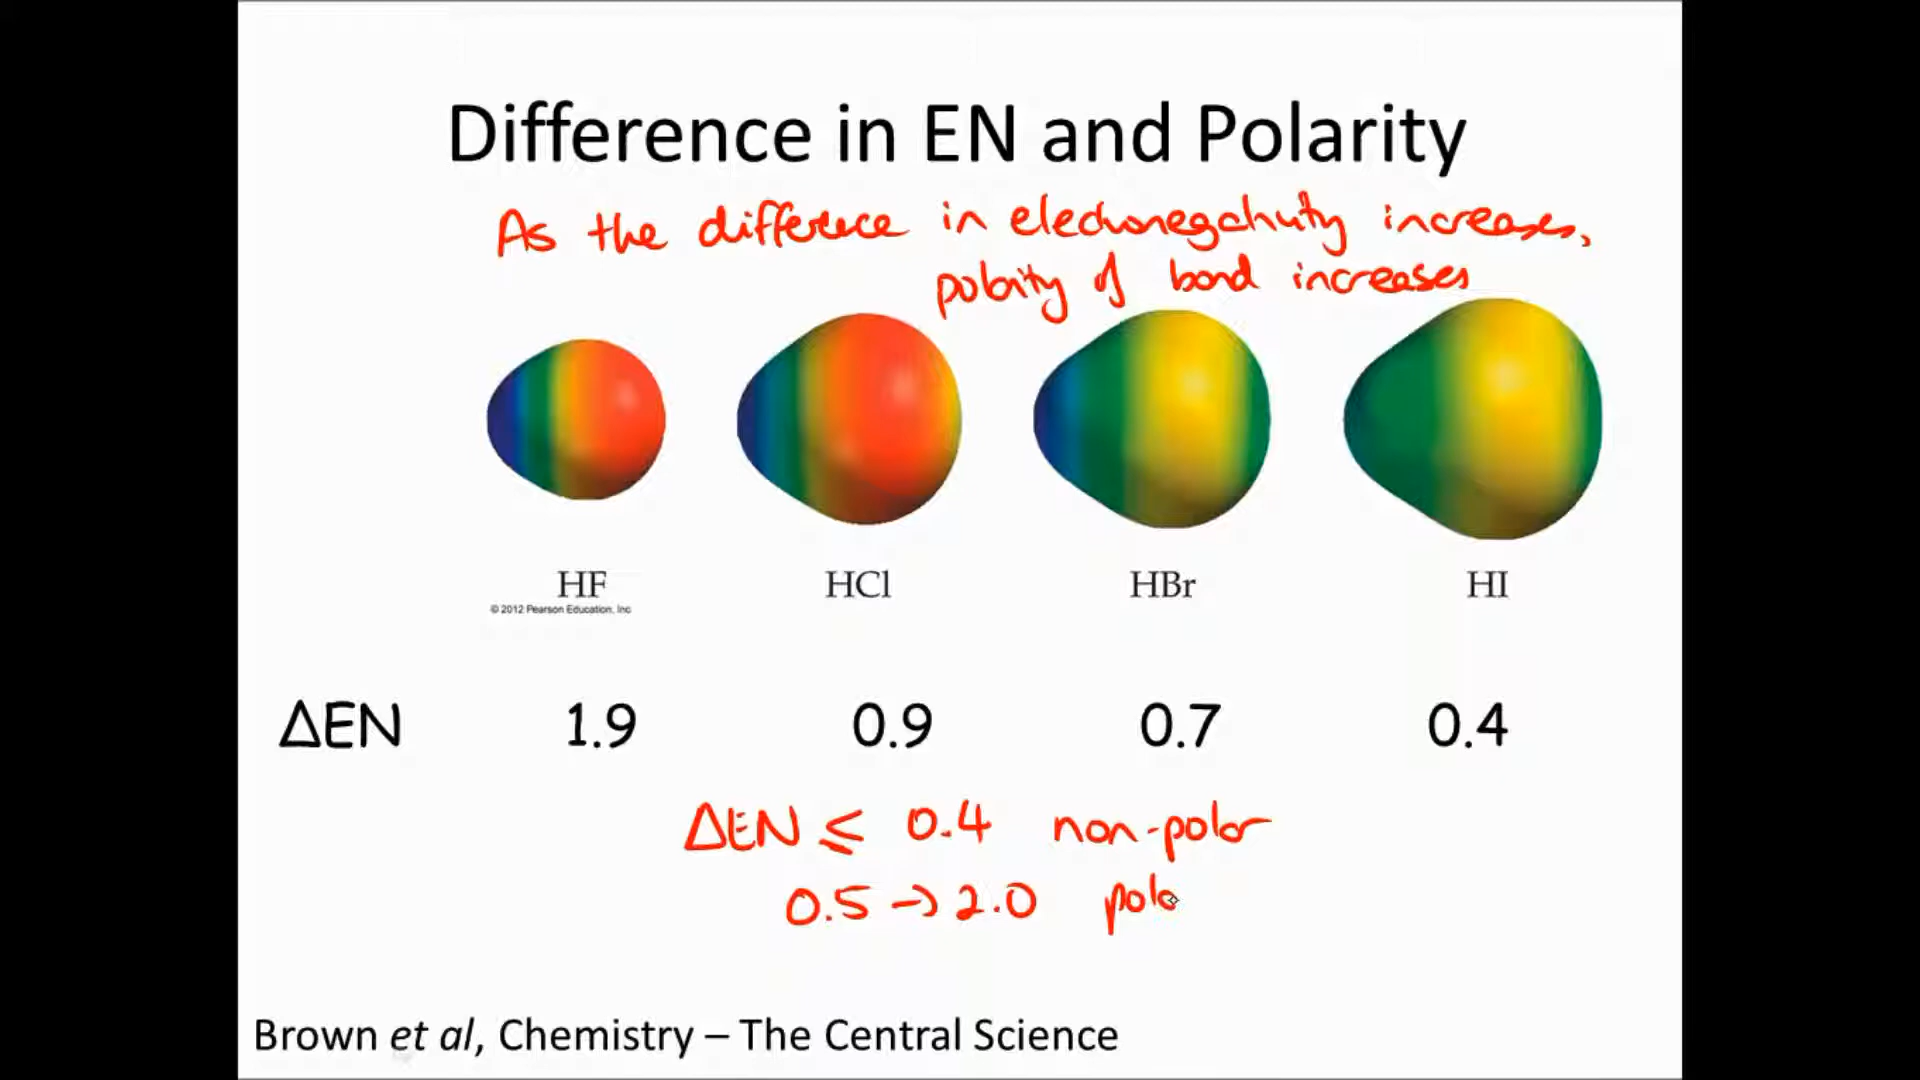 Difference in EN and Polarity
As the difference in electronegativity increases,
polarity of bond increases
HF HCl HBr HI
© 2012 Pearson Education, Inc
ΔEN 1.9 0.9 0.7 0.4
ΔEN ≤ 0.4 non-polar
0.5 → 2.0 pola
Brown et al, Chemistry – The Central Science